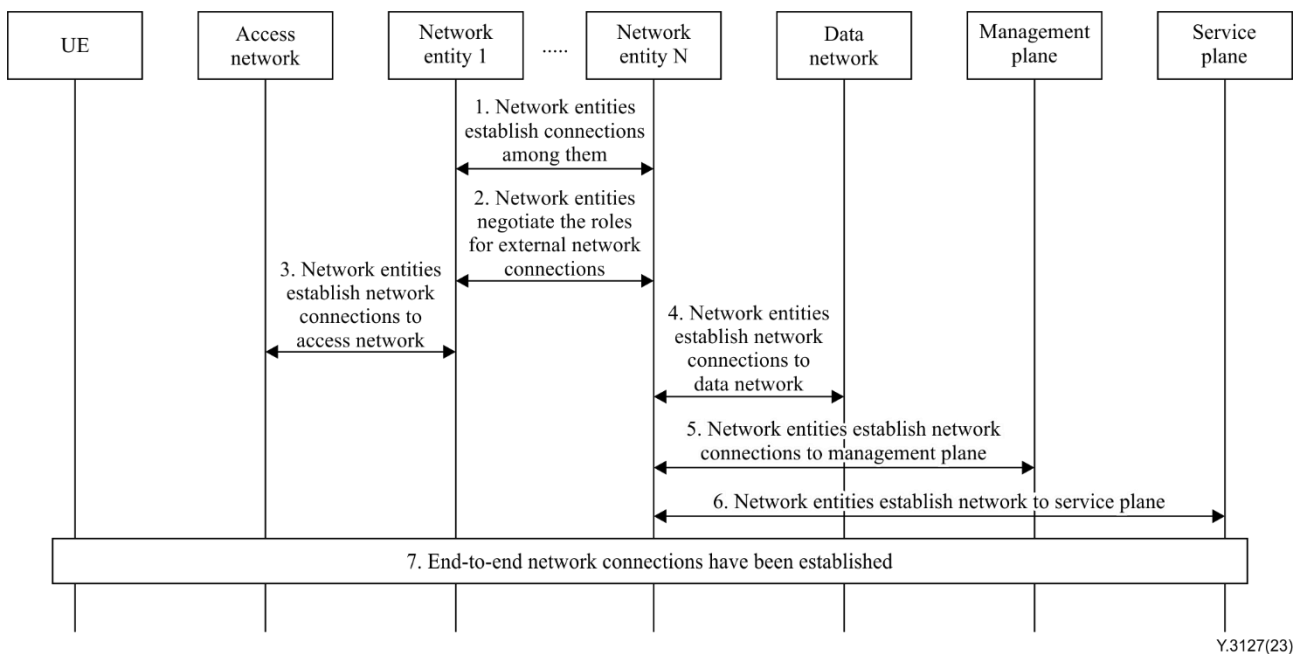 UE
Access
network
Network
entity 1
.....
Network
entity N
Data
network
Management
plane
Service
plane
1. Network entities
establish connections
among them
2. Network entities
negotiate the roles
for external network
connections
3. Network entities
establish network
connections to
access network
4. Network entities
establish network
connections to
data network
5. Network entities establish network
connections to management plane
6. Network entities establish network to service plane
7. End-to-end network connections have been established
Y.3127(23)